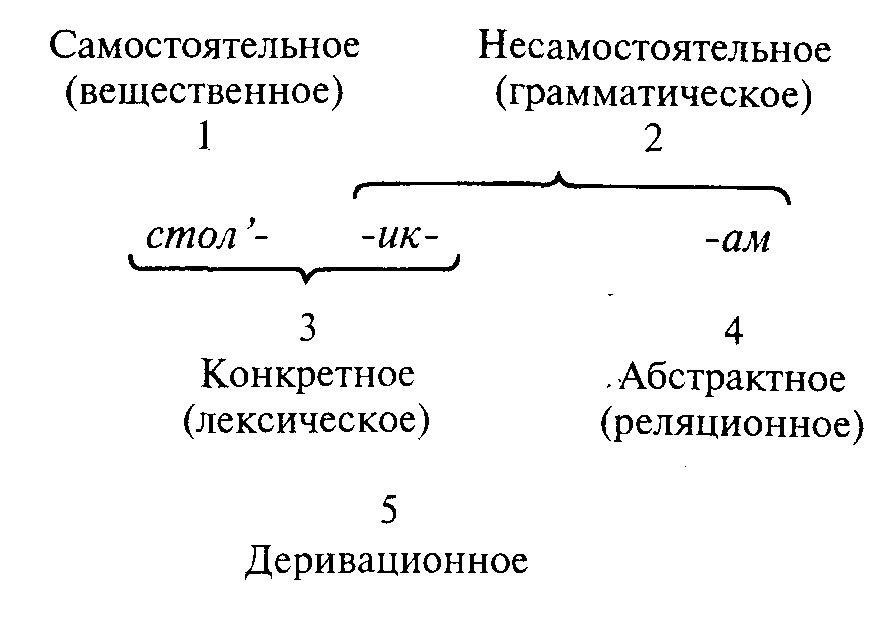 Самостоятельное Несамостоятельное
(вещественное) (грамматическое)
1 2
стол'- -ик- -ам
3 4
Конкретное Абстрактное
(лексическое) (реляционное)
5
Деривационное